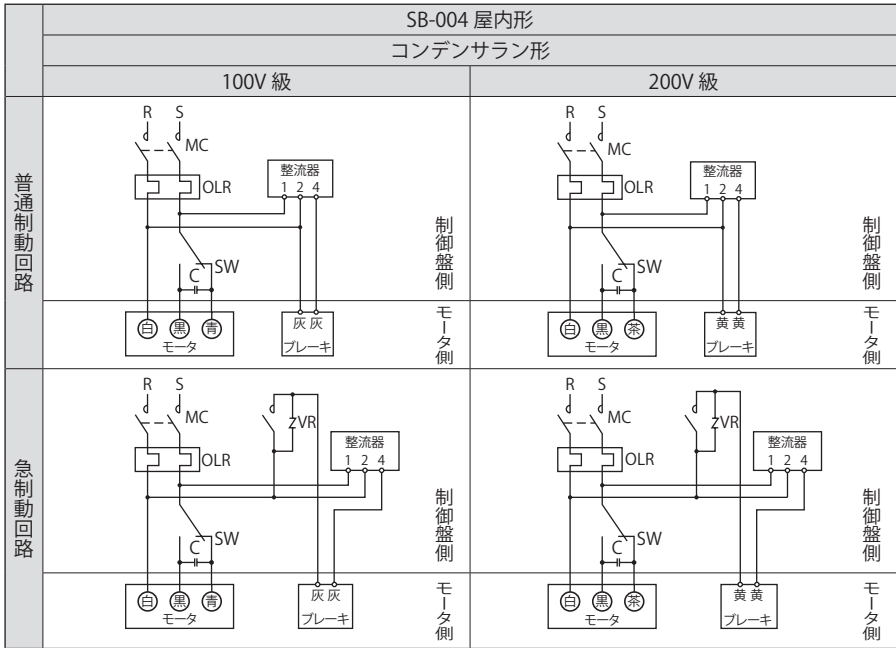 SB-004 屋内形
コンデンサラン形
100V 級
200V 級
普通制動回路
R S
MC
OLR
整流器
1 2 4
SW
C
制御盤側
白 黒 青
モータ
灰 灰
ブレーキ
モータ側
R S
MC
OLR
整流器
1 2 4
SW
C
制御盤側
白 黒 茶
モータ
黄 黄
ブレーキ
モータ側
急制動回路
R S
MC
VR
OLR
整流器
1 2 4
SW
C
制御盤側
白 黒 青
モータ
灰 灰
ブレーキ
モータ側
R S
MC
VR
OLR
整流器
1 2 4
SW
C
制御盤側
白 黒 茶
モータ
黄 黄
ブレーキ
モータ側